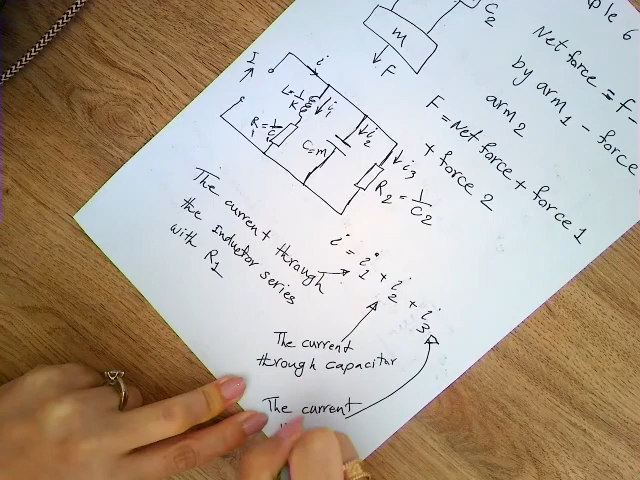 ple 6
C2
m
F
Net force = f -
by arm 1 - force
arm 2
F = Net force + force 1
+ force 2
I
i
L = 1/K
i1
i2
i3
R1 = 1/C1
C = m
R2 = 1/C2
i = i1 + i2 + i3
The current through
the inductor series
with R1
The current
through capacitor
The current